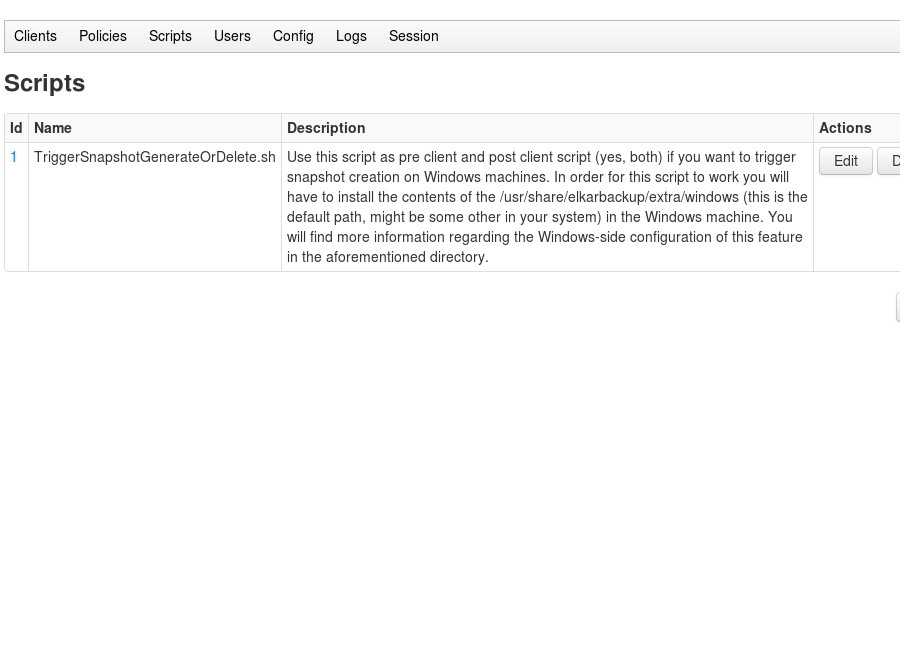 Clients Policies Scripts Users Config Logs Session
Scripts
Id Name Description Actions
1 TriggerSnapshotGenerateOrDelete.sh Use this script as pre client and post client script (yes, both) if you want to trigger Edit
snapshot creation on Windows machines. In order for this script to work you will
have to install the contents of the /usr/share/elkarbackup/extra/windows (this is the
default path, might be some other in your system) in the Windows machine. You
will find more information regarding the Windows-side configuration of this feature
in the aforementioned directory.